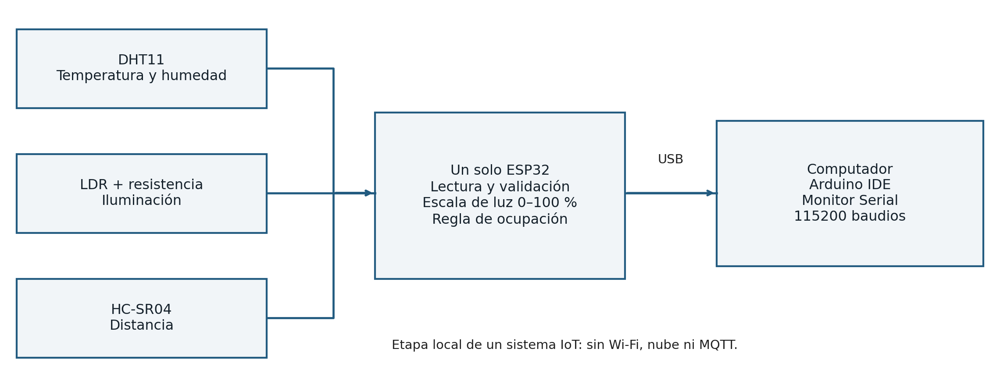 DHT11
Temperatura y humedad
LDR + resistencia
Iluminación
HC-SR04
Distancia
Un solo ESP32
Lectura y validación
Escala de luz 0–100 %
Regla de ocupación
USB
Computador
Arduino IDE
Monitor Serial
115200 baudios
Etapa local de un sistema IoT: sin Wi-Fi, nube ni MQTT.